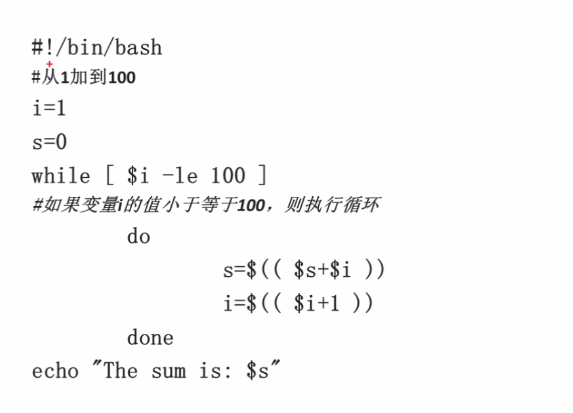 #!/bin/bash
#从1加到100
i=1
s=0
while [ $i -le 100 ]
#如果变量i的值小于等于100，则执行循环
do
s=$(( $s+$i ))
i=$(( $i+1 ))
done
echo "The sum is: $s"